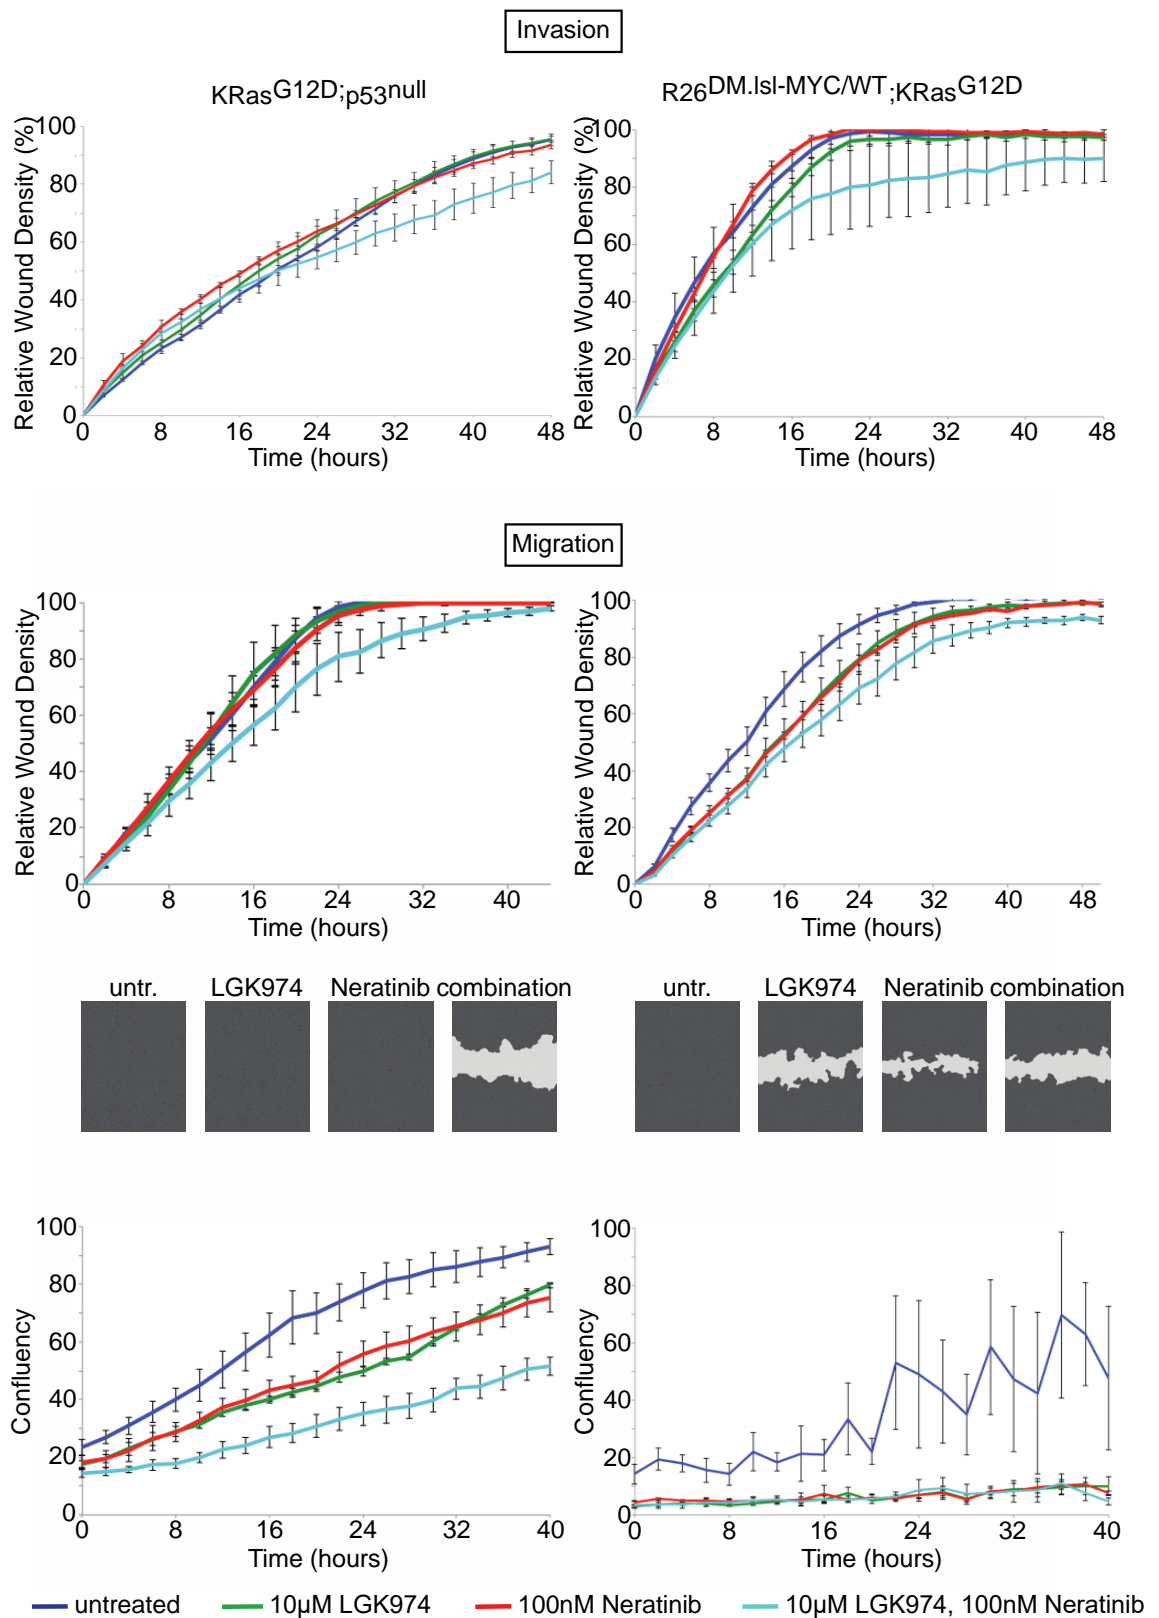 Invasion
KRasG12D;p53null
R26DM.lsl-MYC/WT;KRasG12D
Relative Wound Density (%)
100
80
60
40
20
0
0 8 16 24 32 40 48
Time (hours)
Relative Wound Density (%)
100
80
60
40
20
0
0 8 16 24 32 40 48
Time (hours)
Migration
Relative Wound Density
100
80
60
40
20
0
0 8 16 24 32 40
Time (hours)
Relative Wound Density
100
80
60
40
20
0
0 8 16 24 32 40 48
Time (hours)
untr. LGK974 Neratinib combination
untr. LGK974 Neratinib combination
Confluency
100
80
60
40
20
0
0 8 16 24 32 40
Time (hours)
Confluency
100
80
60
40
20
0
0 8 16 24 32 40
Time (hours)
untreated 10µM LGK974 100nM Neratinib 10µM LGK974, 100nM Neratinib